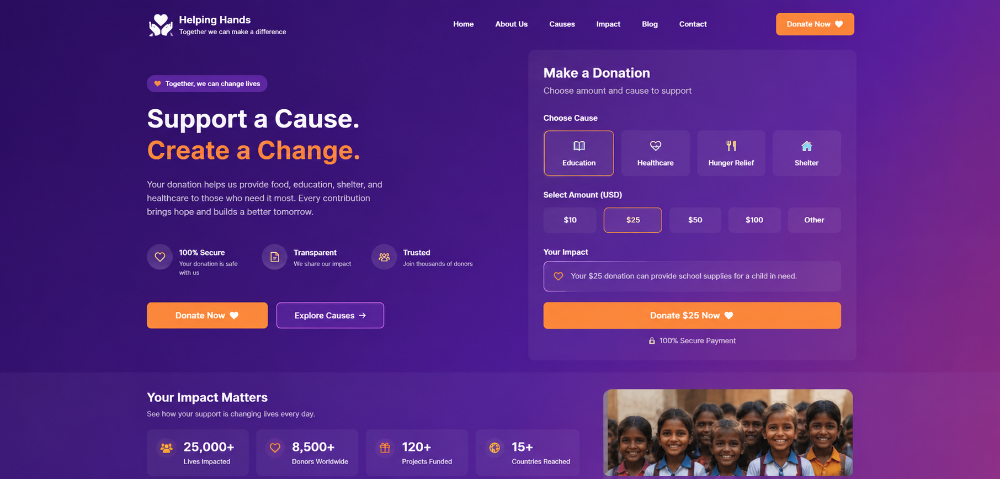 Helping Hands
Together we can make a difference
Home
About Us
Causes
Impact
Blog
Contact
Donate Now
Together, we can change lives
Support a Cause.
Create a Change.
Your donation helps us provide food, education, shelter, and
healthcare to those who need it most. Every contribution
brings hope and builds a better tomorrow.
100% Secure
Your donation is safe
with us
Transparent
We share our impact
Trusted
Join thousands of donors
Donate Now
Explore Causes →
Make a Donation
Choose amount and cause to support
Choose Cause
Education
Healthcare
Hunger Relief
Shelter
Select Amount (USD)
$10
$25
$50
$100
Other
Your Impact
Your $25 donation can provide school supplies for a child in need.
Donate $25 Now
100% Secure Payment
Your Impact Matters
See how your support is changing lives every day.
25,000+
Lives Impacted
8,500+
Donors Worldwide
120+
Projects Funded
15+
Countries Reached